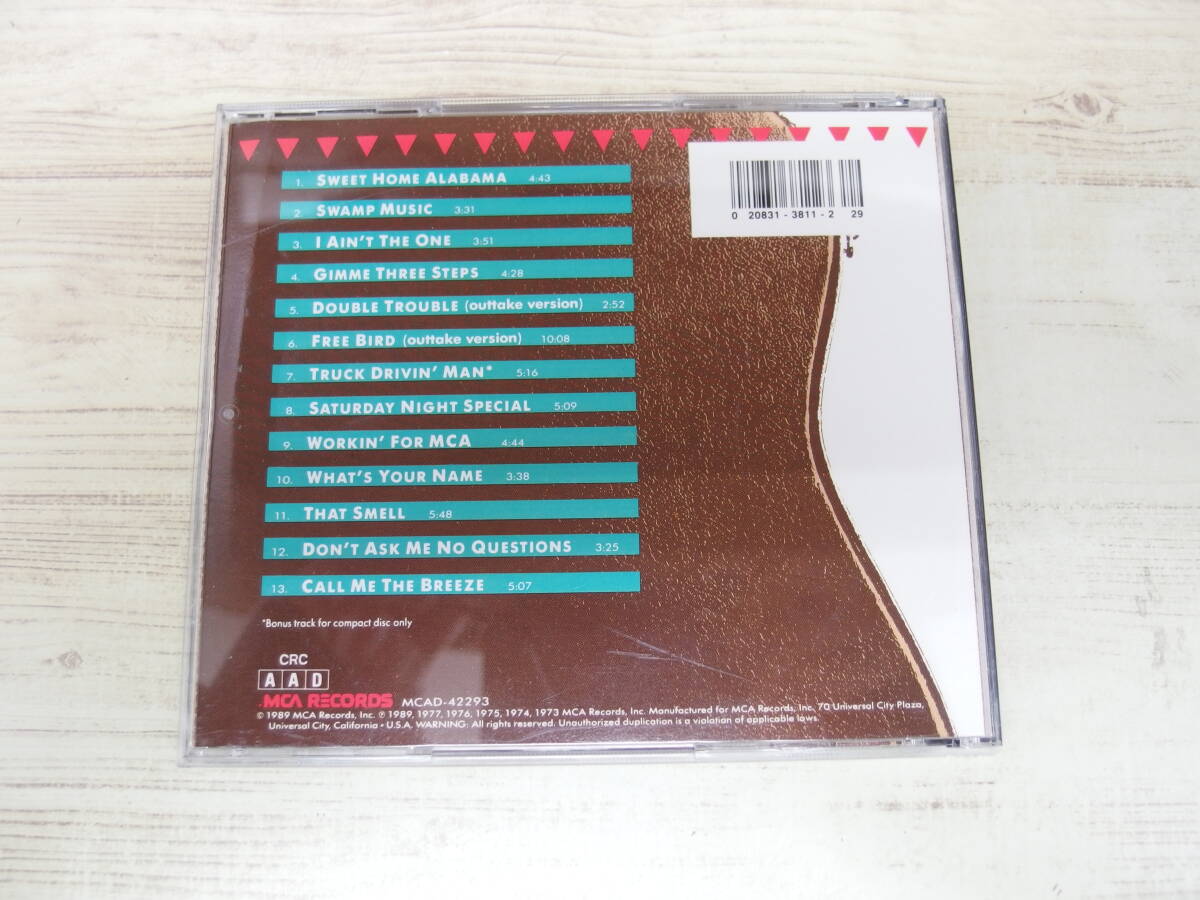 1. SWEET HOME ALABAMA 4:43
2. SWAMP MUSIC 3:31
3. I AIN'T THE ONE 3:51
4. GIMME THREE STEPS 4:28
5. DOUBLE TROUBLE (outtake version) 2:52
6. FREE BIRD (outtake version) 10:08
7. TRUCK DRIVIN' MAN* 5:16
8. SATURDAY NIGHT SPECIAL 5:09
9. WORKIN' FOR MCA 4:44
10. WHAT'S YOUR NAME 3:38
11. THAT SMELL 5:48
12. DON'T ASK ME NO QUESTIONS 3:25
13. CALL ME THE BREEZE 5:07
0 20831-3811-2 29
*Bonus track for compact disc only
CRC
AAD
MCA RECORDS MCAD-42293
© 1989 MCA Records, Inc. ℗ 1989, 1977, 1976, 1975, 1974, 1973 MCA Records, Inc. Manufactured for MCA Records, Inc. 70 Universal City Plaza,
Universal City, California • U.S.A. WARNING: All rights reserved. Unauthorized duplication is a violation of applicable laws.